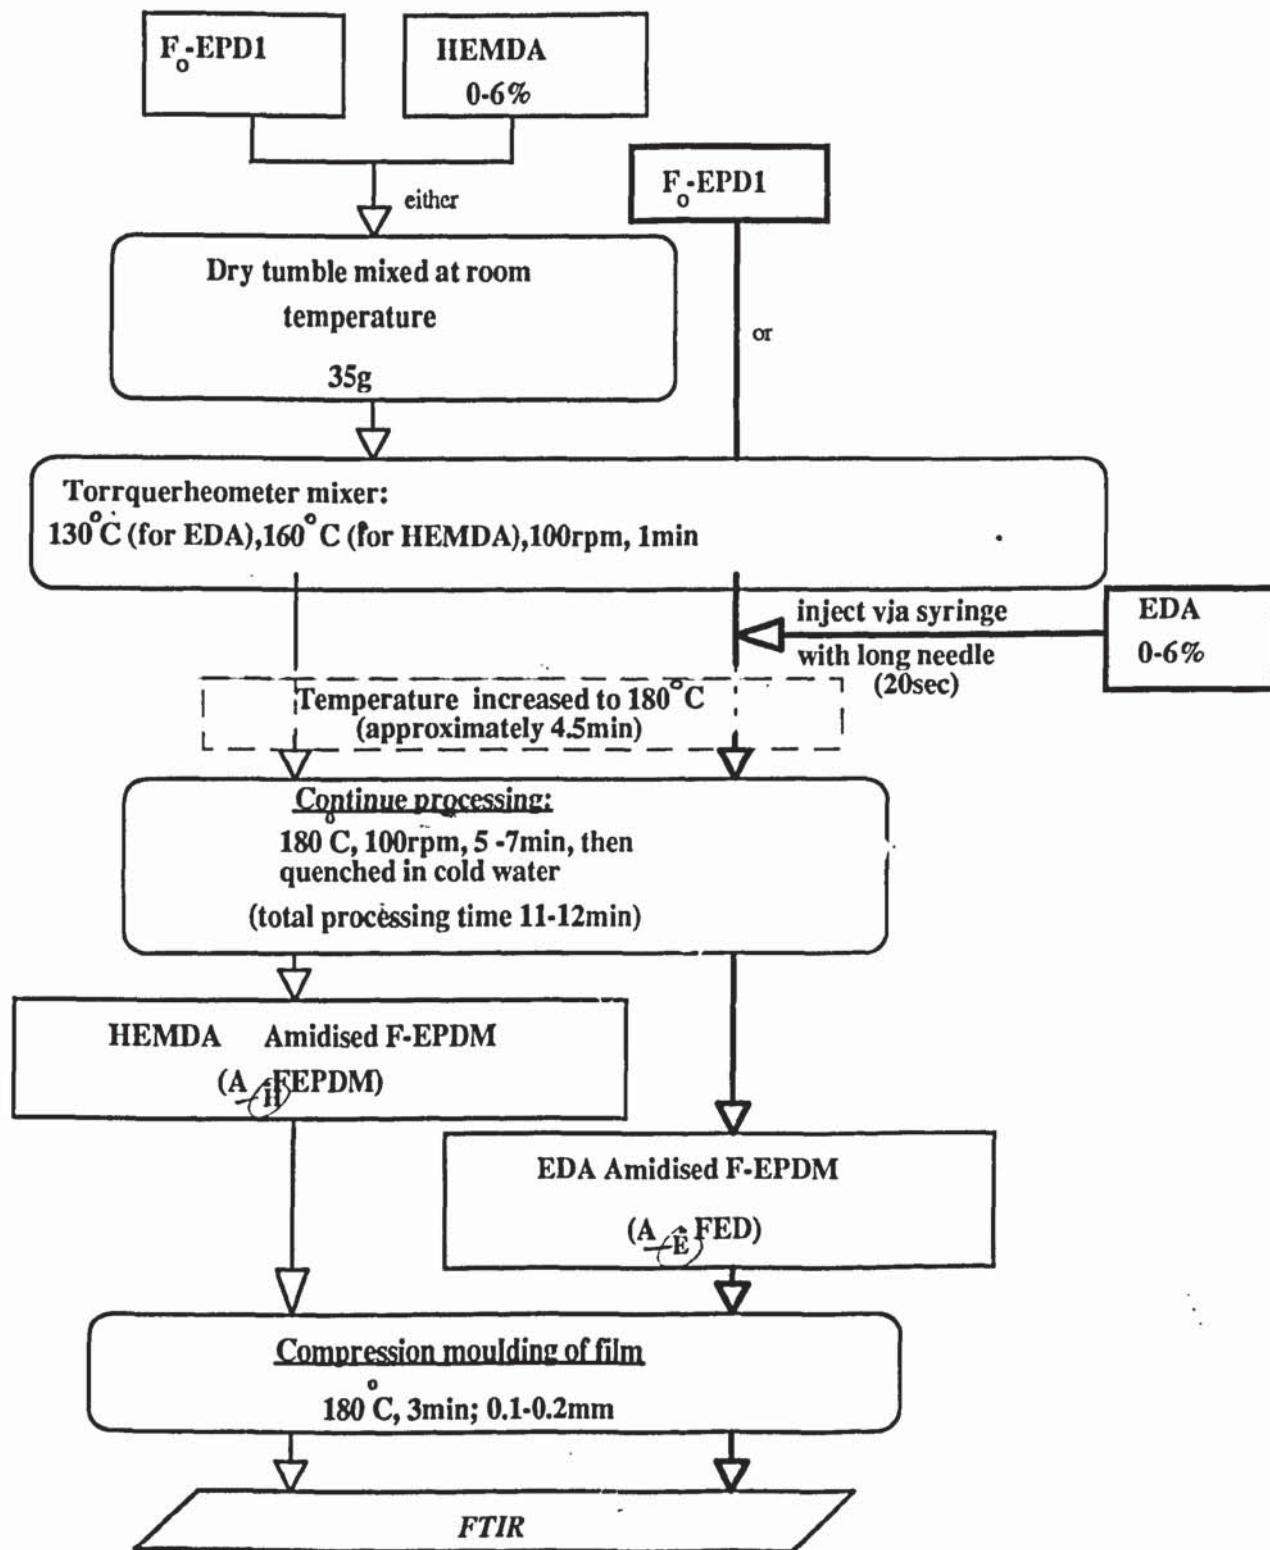 Fo-EPD1
HEMDA
0-6%
either
Fo-EPD1
Dry tumble mixed at room
temperature
35g
or
Torrquerheometer mixer:
130°C (for EDA),160°C (for HEMDA),100rpm, 1min
inject via syringe
with long needle
(20sec)
EDA
0-6%
Temperature increased to 180°C
(approximately 4.5min)
Continue processing:
180°C, 100rpm, 5 -7min, then
quenched in cold water
(total processing time 11-12min)
HEMDA Amidised F-EPDM
(A-HFEPDM)
EDA Amidised F-EPDM
(A-E FED)
Compression moulding of film
180°C, 3min; 0.1-0.2mm
FTIR